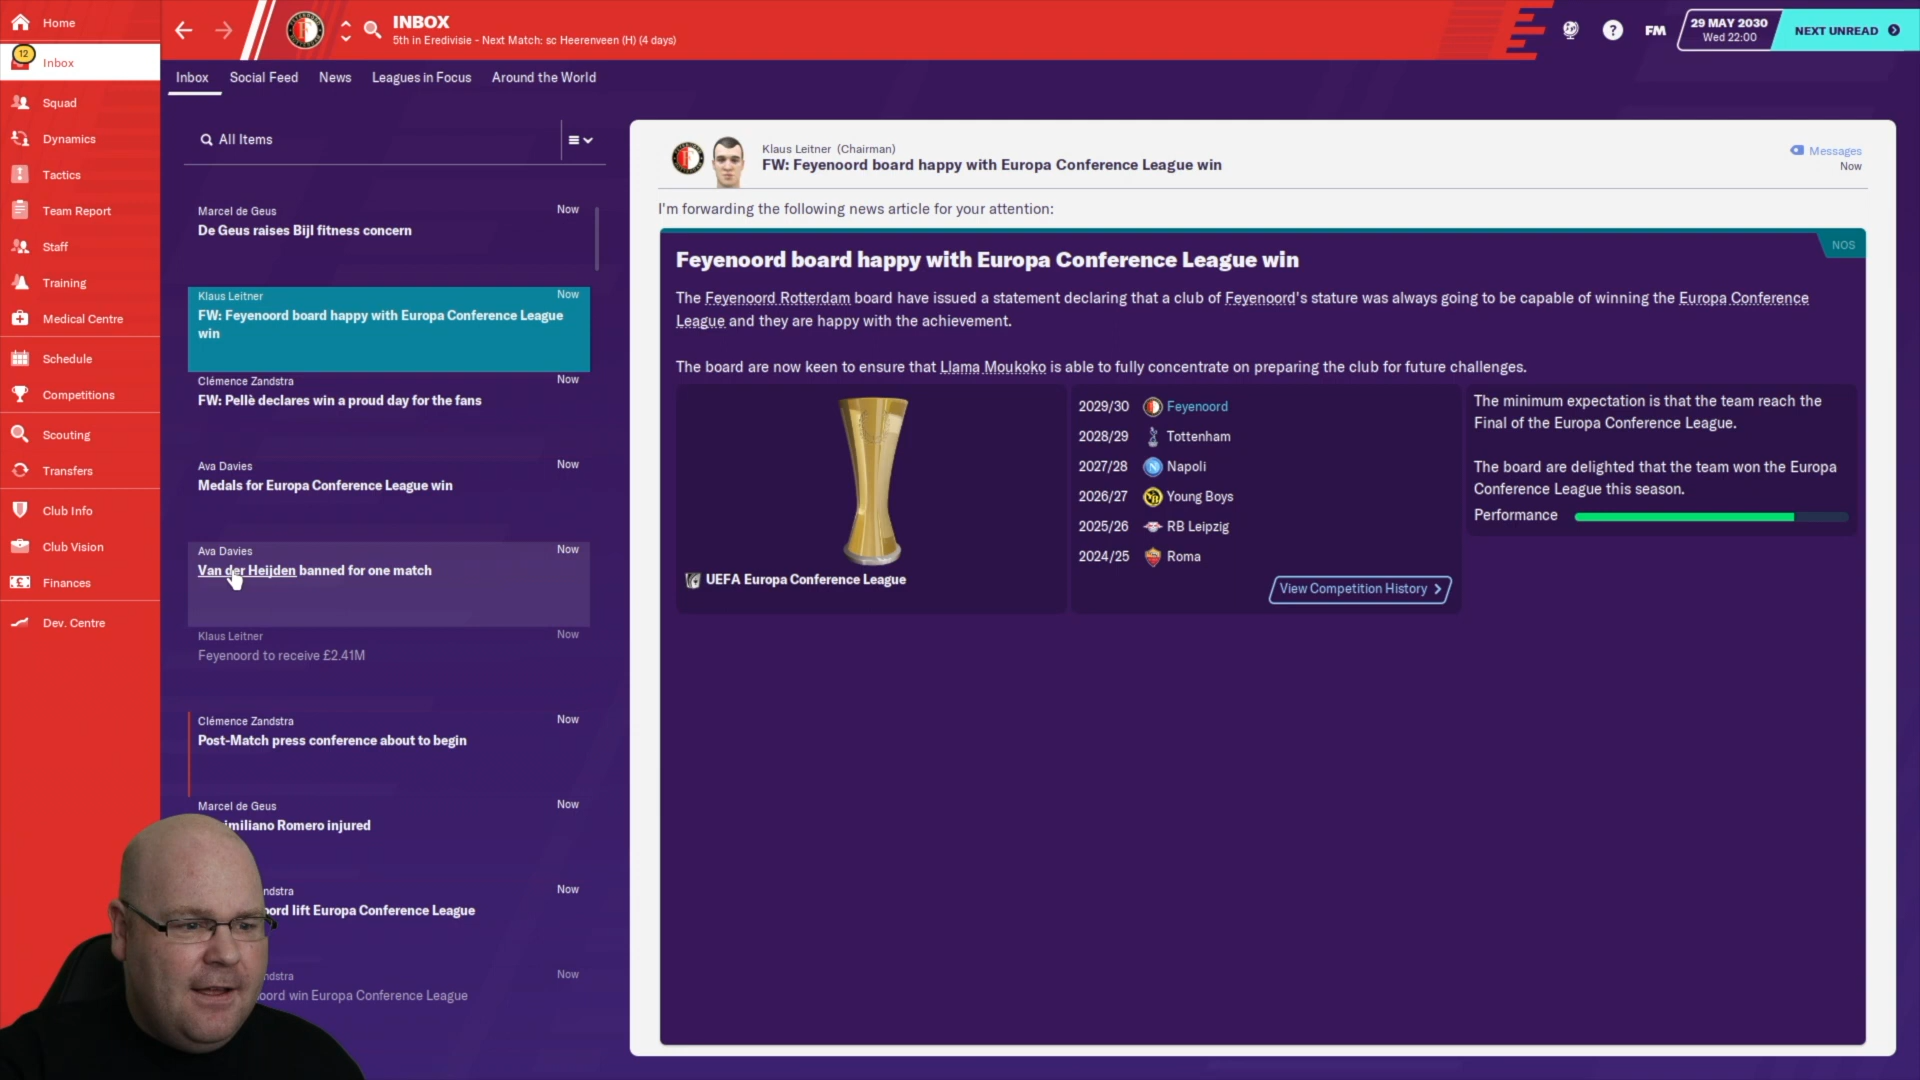 Home
12
Inbox
Squad
Dynamics
Tactics
Team Report
Staff
Training
Medical Centre
Schedule
Competitions
Scouting
Transfers
Club Info
Club Vision
Finances
Dev. Centre
INBOX
5th in Eredivisie - Next Match: sc Heerenveen (H) (4 days)
?
FM
29 MAY 2030
Wed 22:00
NEXT UNREAD
Inbox Social Feed News Leagues in Focus Around the World
All Items
Marcel de Geus Now
De Geus raises Bijl fitness concern
Klaus Leitner Now
FW: Feyenoord board happy with Europa Conference League
win
Clémence Zandstra Now
FW: Pellè declares win a proud day for the fans
Ava Davies Now
Medals for Europa Conference League win
Ava Davies Now
Van der Heijden banned for one match
Klaus Leitner Now
Feyenoord to receive £2.41M
Clémence Zandstra Now
Post-Match press conference about to begin
Marcel de Geus Now
imiliano Romero injured
ndstra Now
oord lift Europa Conference League
ndstra Now
oord win Europa Conference League
Klaus Leitner (Chairman)
FW: Feyenoord board happy with Europa Conference League win
Messages
Now
I'm forwarding the following news article for your attention:
NOS
Feyenoord board happy with Europa Conference League win
The Feyenoord Rotterdam board have issued a statement declaring that a club of Feyenoord's stature was always going to be capable of winning the Europa Conference
League and they are happy with the achievement.
The board are now keen to ensure that Llama Moukoko is able to fully concentrate on preparing the club for future challenges.
UEFA Europa Conference League
2029/30 Feyenoord
2028/29 Tottenham
2027/28 Napoli
2026/27 Young Boys
2025/26 RB Leipzig
2024/25 Roma
View Competition History
The minimum expectation is that the team reach the
Final of the Europa Conference League.
The board are delighted that the team won the Europa
Conference League this season.
Performance